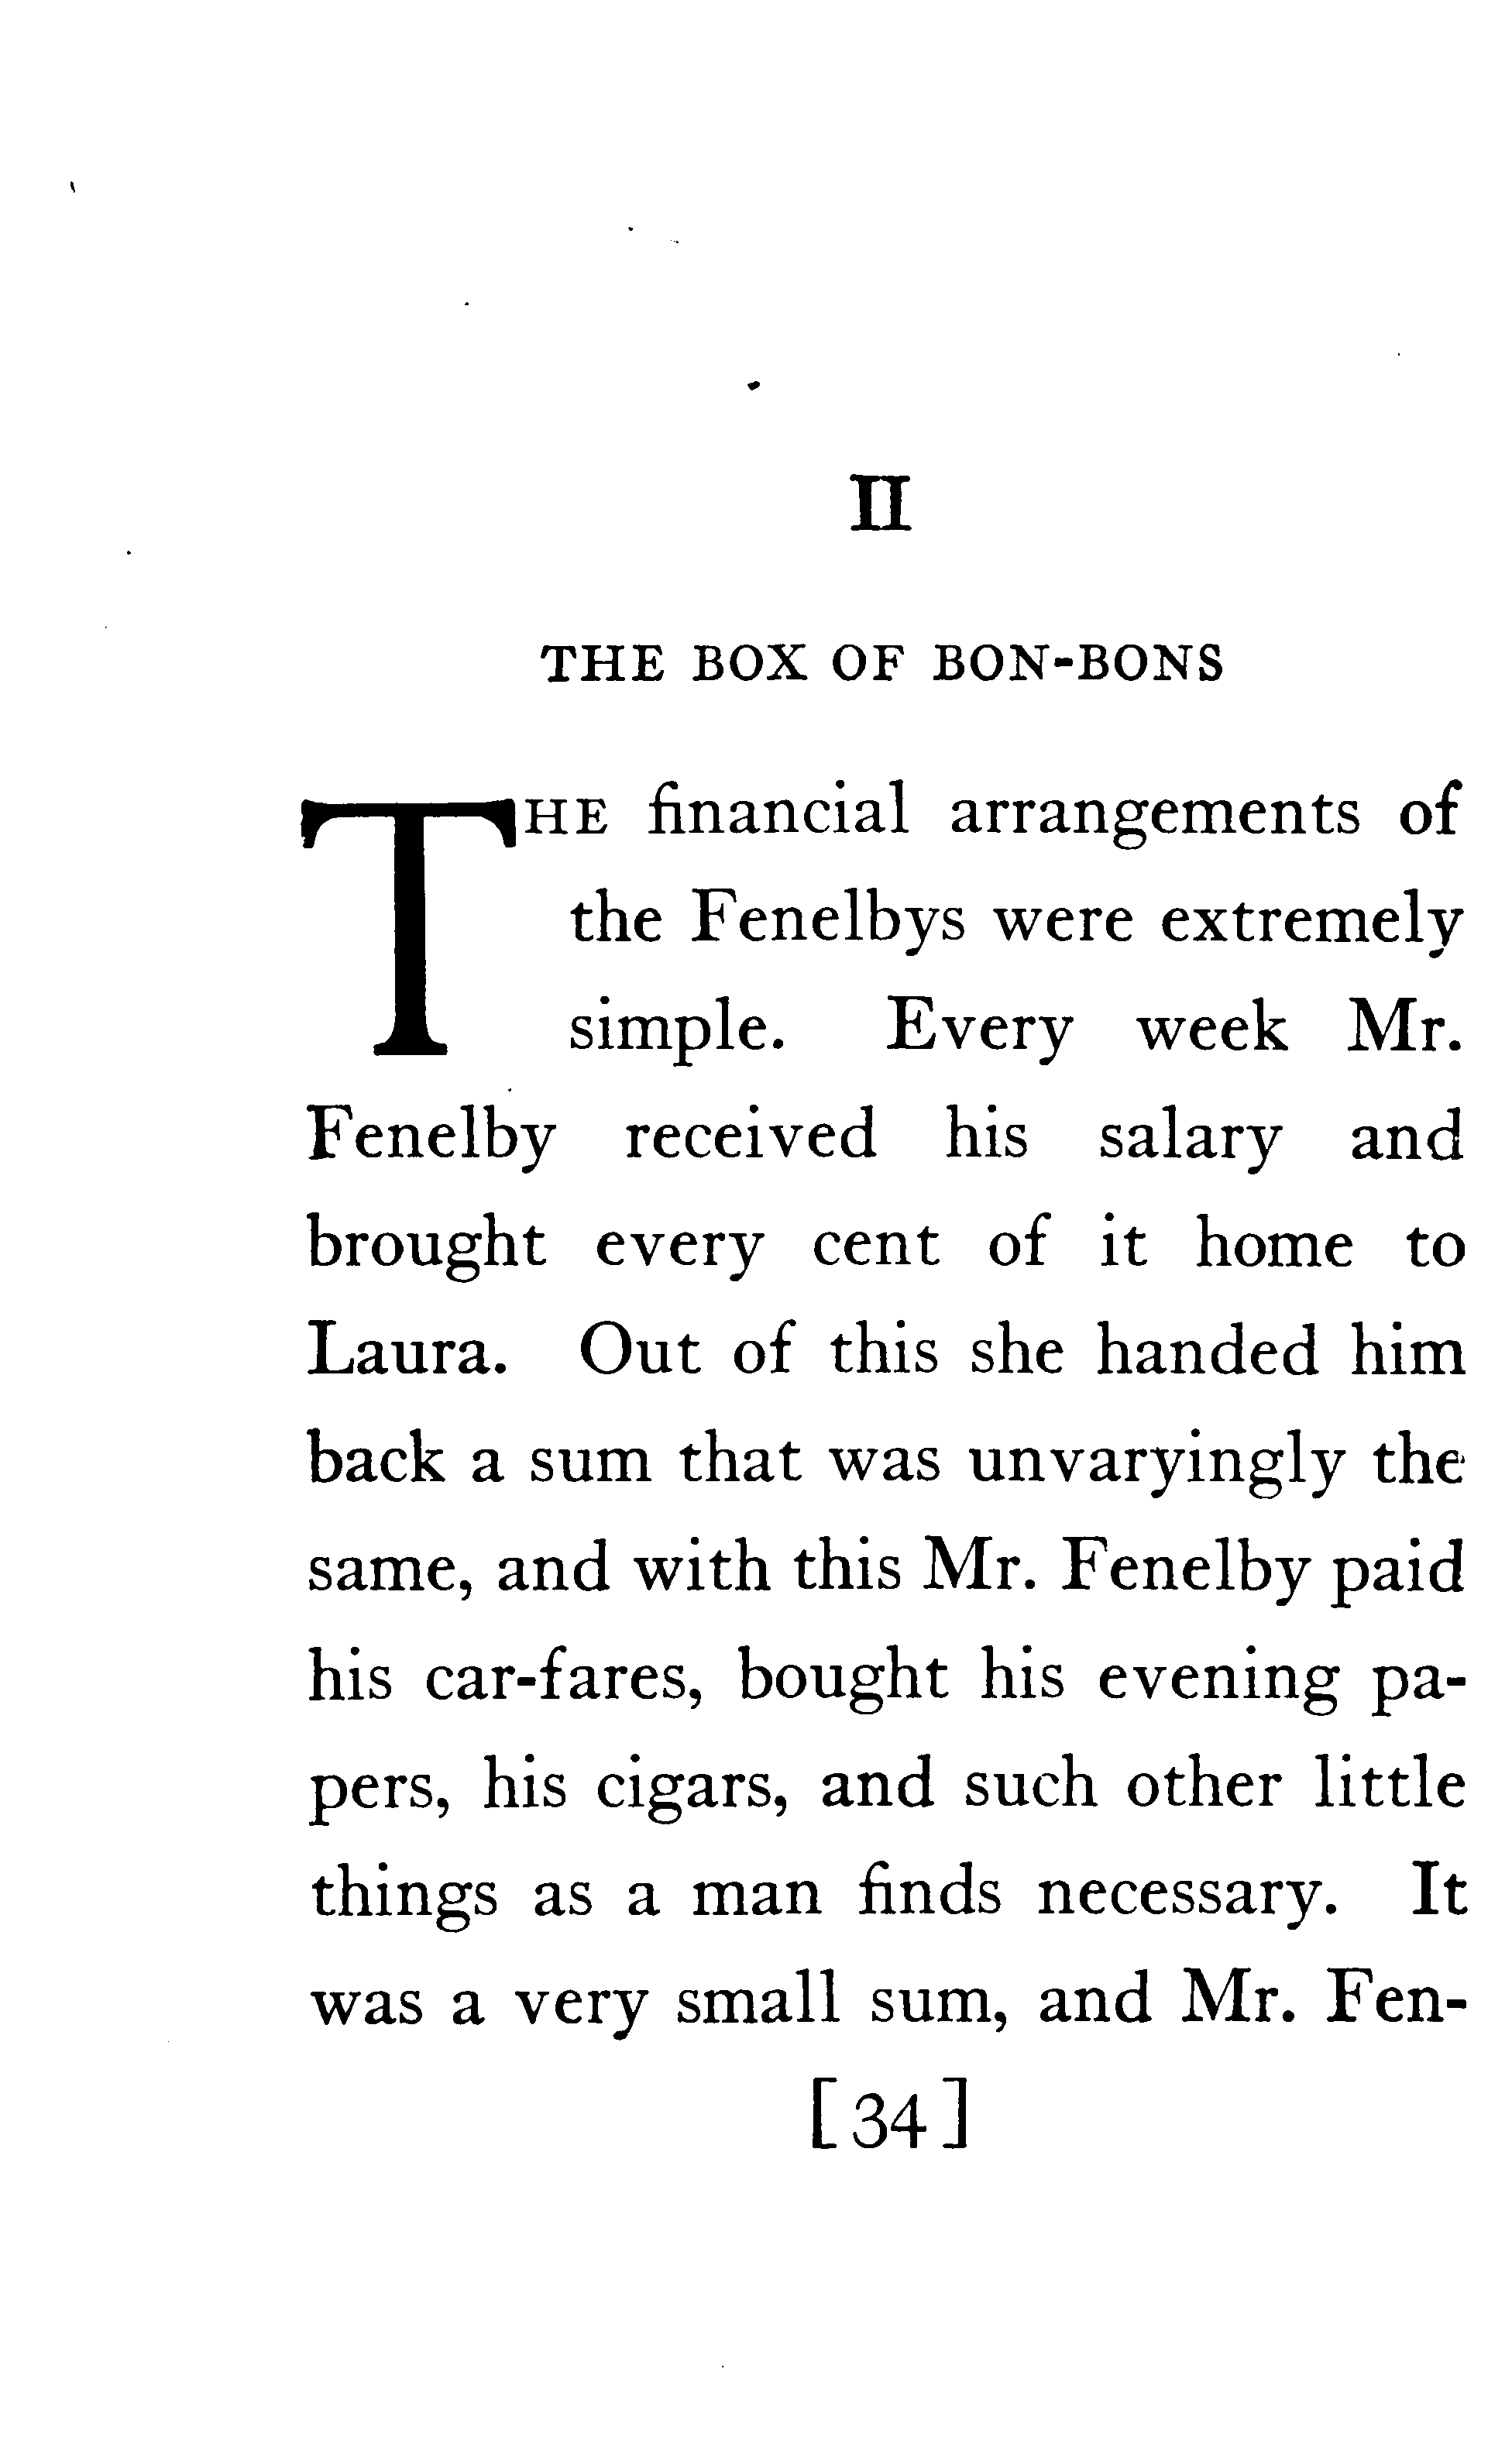 II
THE BOX OF BON-BONS
THE financial arrangements of
the Fenelbys were extremely
simple. Every week Mr.
Fenelby received his salary and
brought every cent of it home to
Laura. Out of this she handed him
back a sum that was unvaryingly the
same, and with this Mr. Fenelby paid
his car-fares, bought his evening pa-
pers, his cigars, and such other little
things as a man finds necessary. It
was a very small sum, and Mr. Fen-
[34]